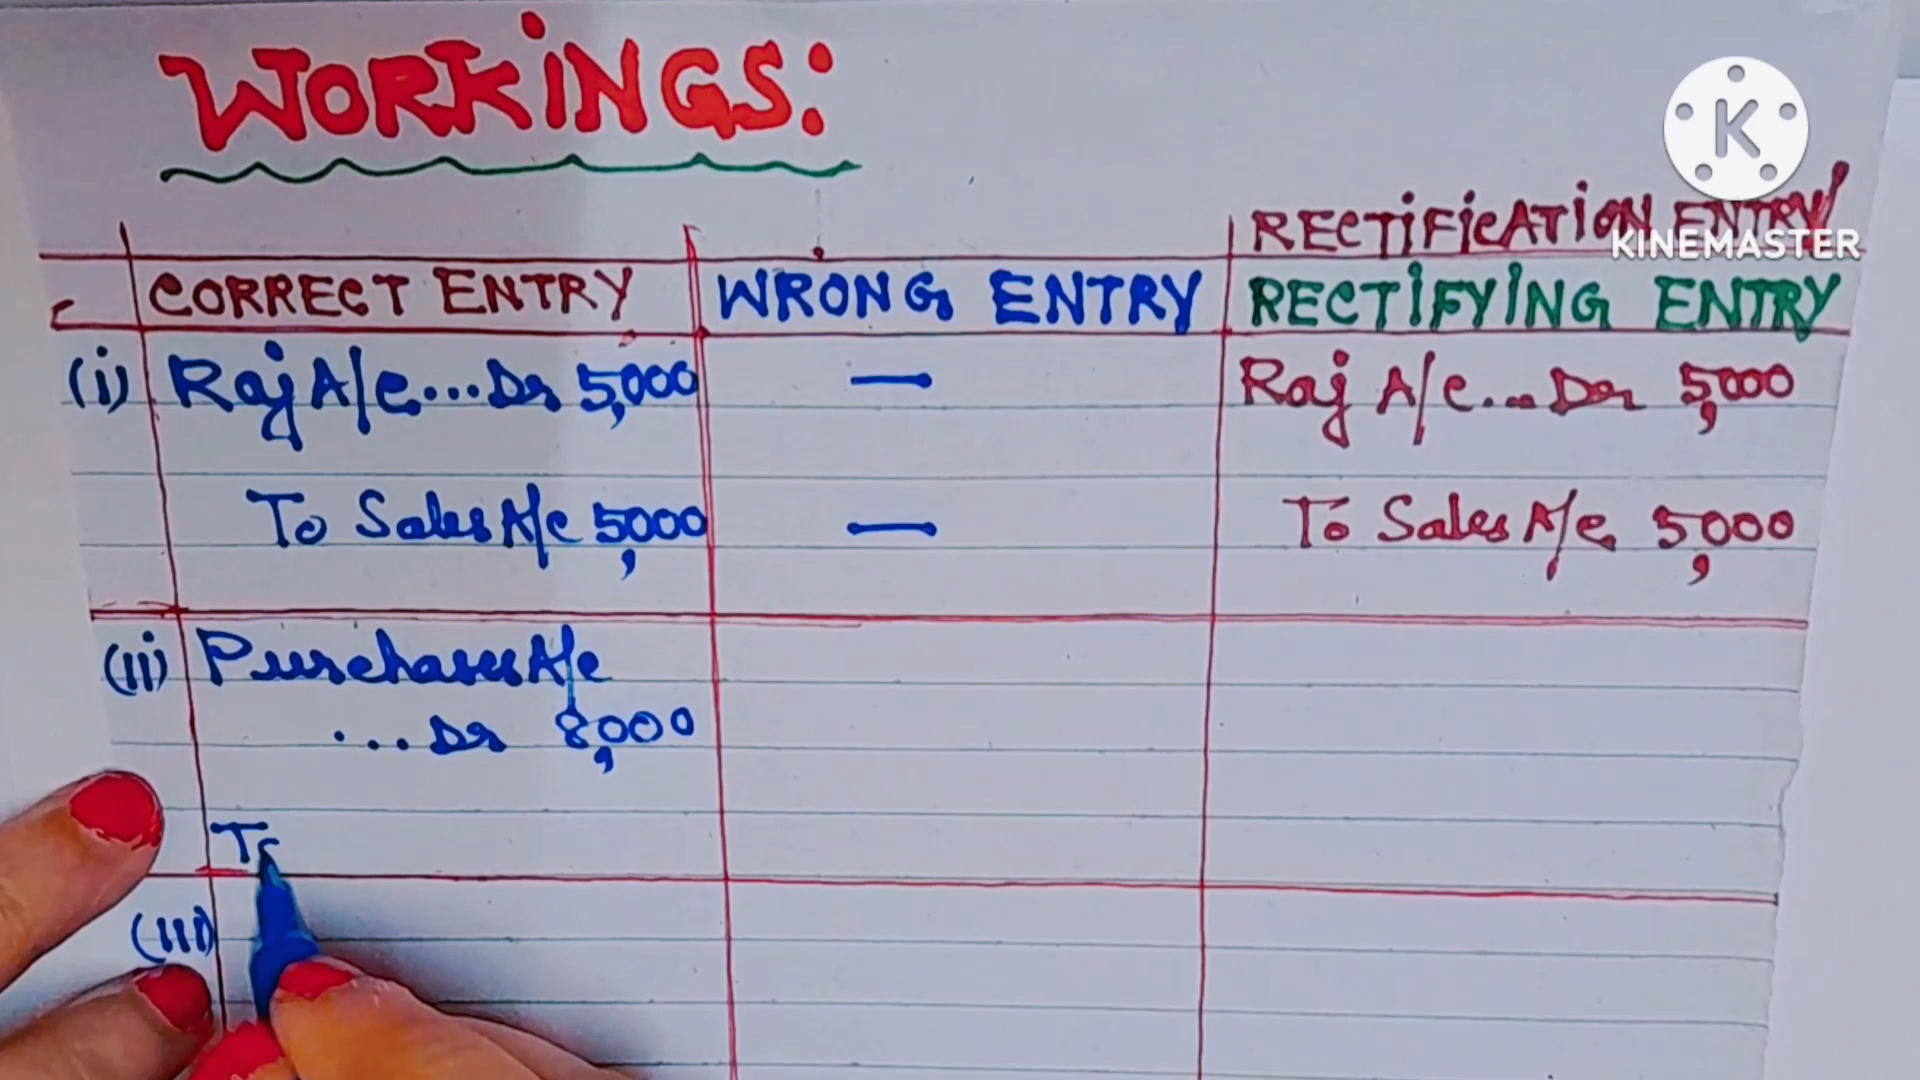 WORKINGS:
RECTIFICATION ENTRY/
K
KINEMASTER
CORRECT ENTRY WRONG ENTRY RECTIFYING ENTRY
(i) Raj A/c...Dr 5,000 — Raj A/c...Dr 5,000
To Sales A/c 5,000 — To Sales A/c 5,000
(ii) Purchases A/c
...Dr 8,000
To
(iii)